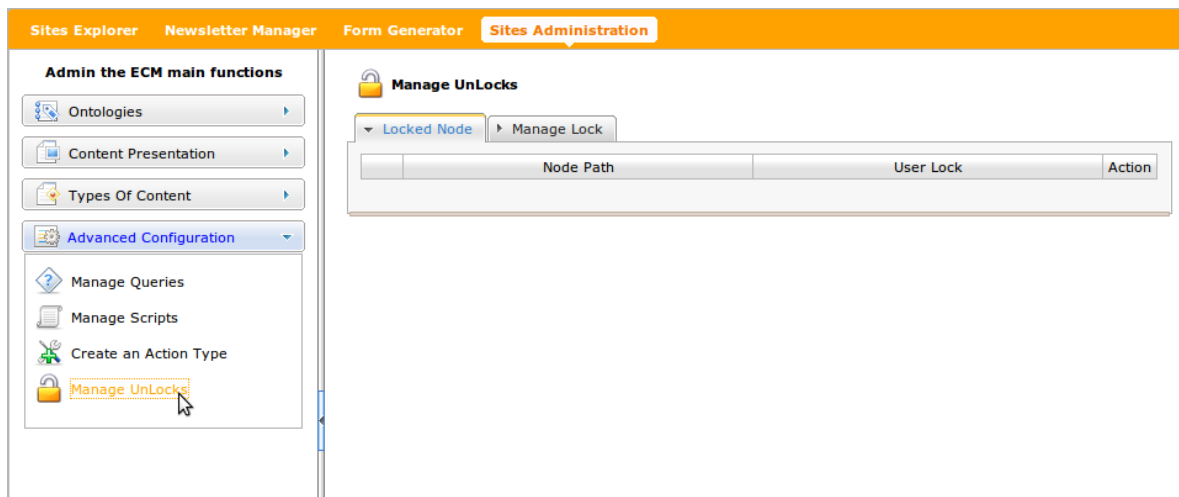 Sites Explorer Newsletter Manager Form Generator Sites Administration
Admin the ECM main functions
Ontologies
Content Presentation
Types Of Content
Advanced Configuration
Manage Queries
Manage Scripts
Create an Action Type
Manage UnLocks
Manage UnLocks
Locked Node Manage Lock
Node Path User Lock Action